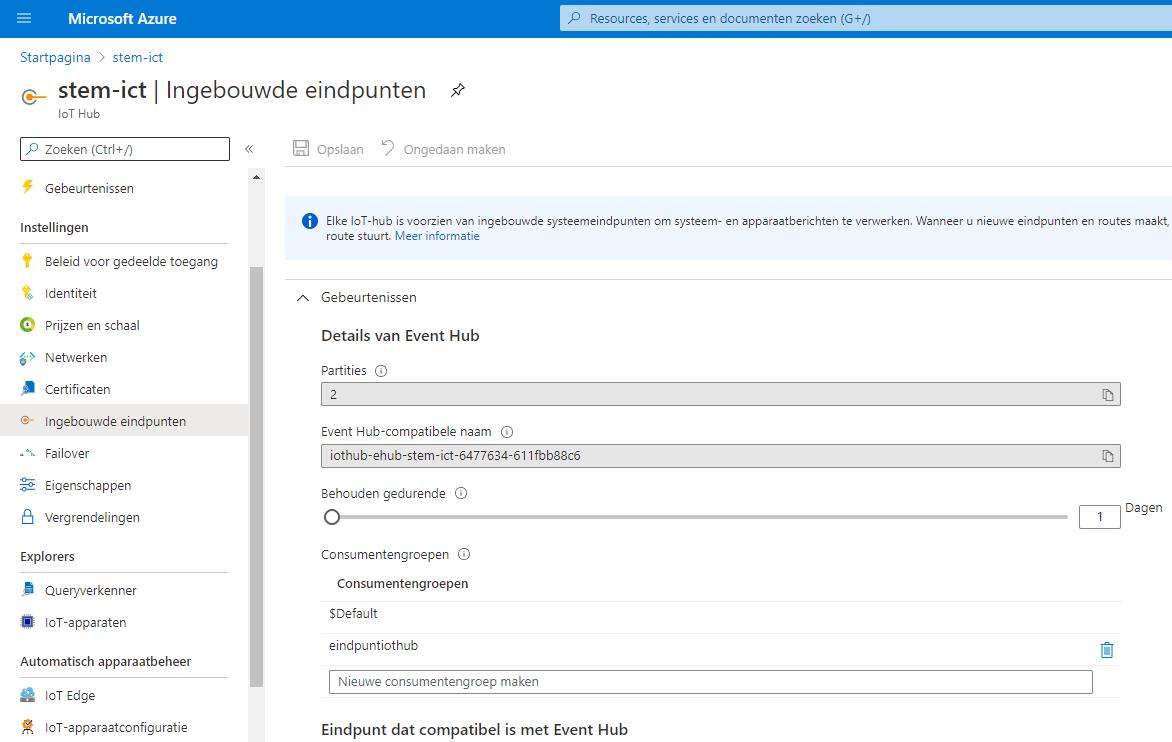 Microsoft Azure
Resources, services en documenten zoeken (G+/)
Startpagina > stem-ict
stem-ict | Ingebouwde eindpunten
IoT Hub
Zoeken (Ctrl+/)
«
Gebeurtenissen
Instellingen
Beleid voor gedeelde toegang
Identiteit
Prijzen en schaal
Netwerken
Certificaten
Ingebouwde eindpunten
Failover
Eigenschappen
Vergrendelingen
Explorers
Queryverkenner
IoT-apparaten
Automatisch apparaatbeheer
IoT Edge
IoT-apparaatconfiguratie
Opslaan
Ongedaan maken
Elke IoT-hub is voorzien van ingebouwde systeemeindpunten om systeem- en apparaatberichten te verwerken. Wanneer u nieuwe eindpunten en routes maakt,
route stuurt. Meer informatie
Gebeurtenissen
Details van Event Hub
Partities
2
Event Hub-compatibele naam
iothub-ehub-stem-ict-6477634-611fbb88c6
Behouden gedurende
1 Dagen
Consumentengroepen
Consumentengroepen
$Default
eindpuntiothub
Nieuwe consumentengroep maken
Eindpunt dat compatibel is met Event Hub